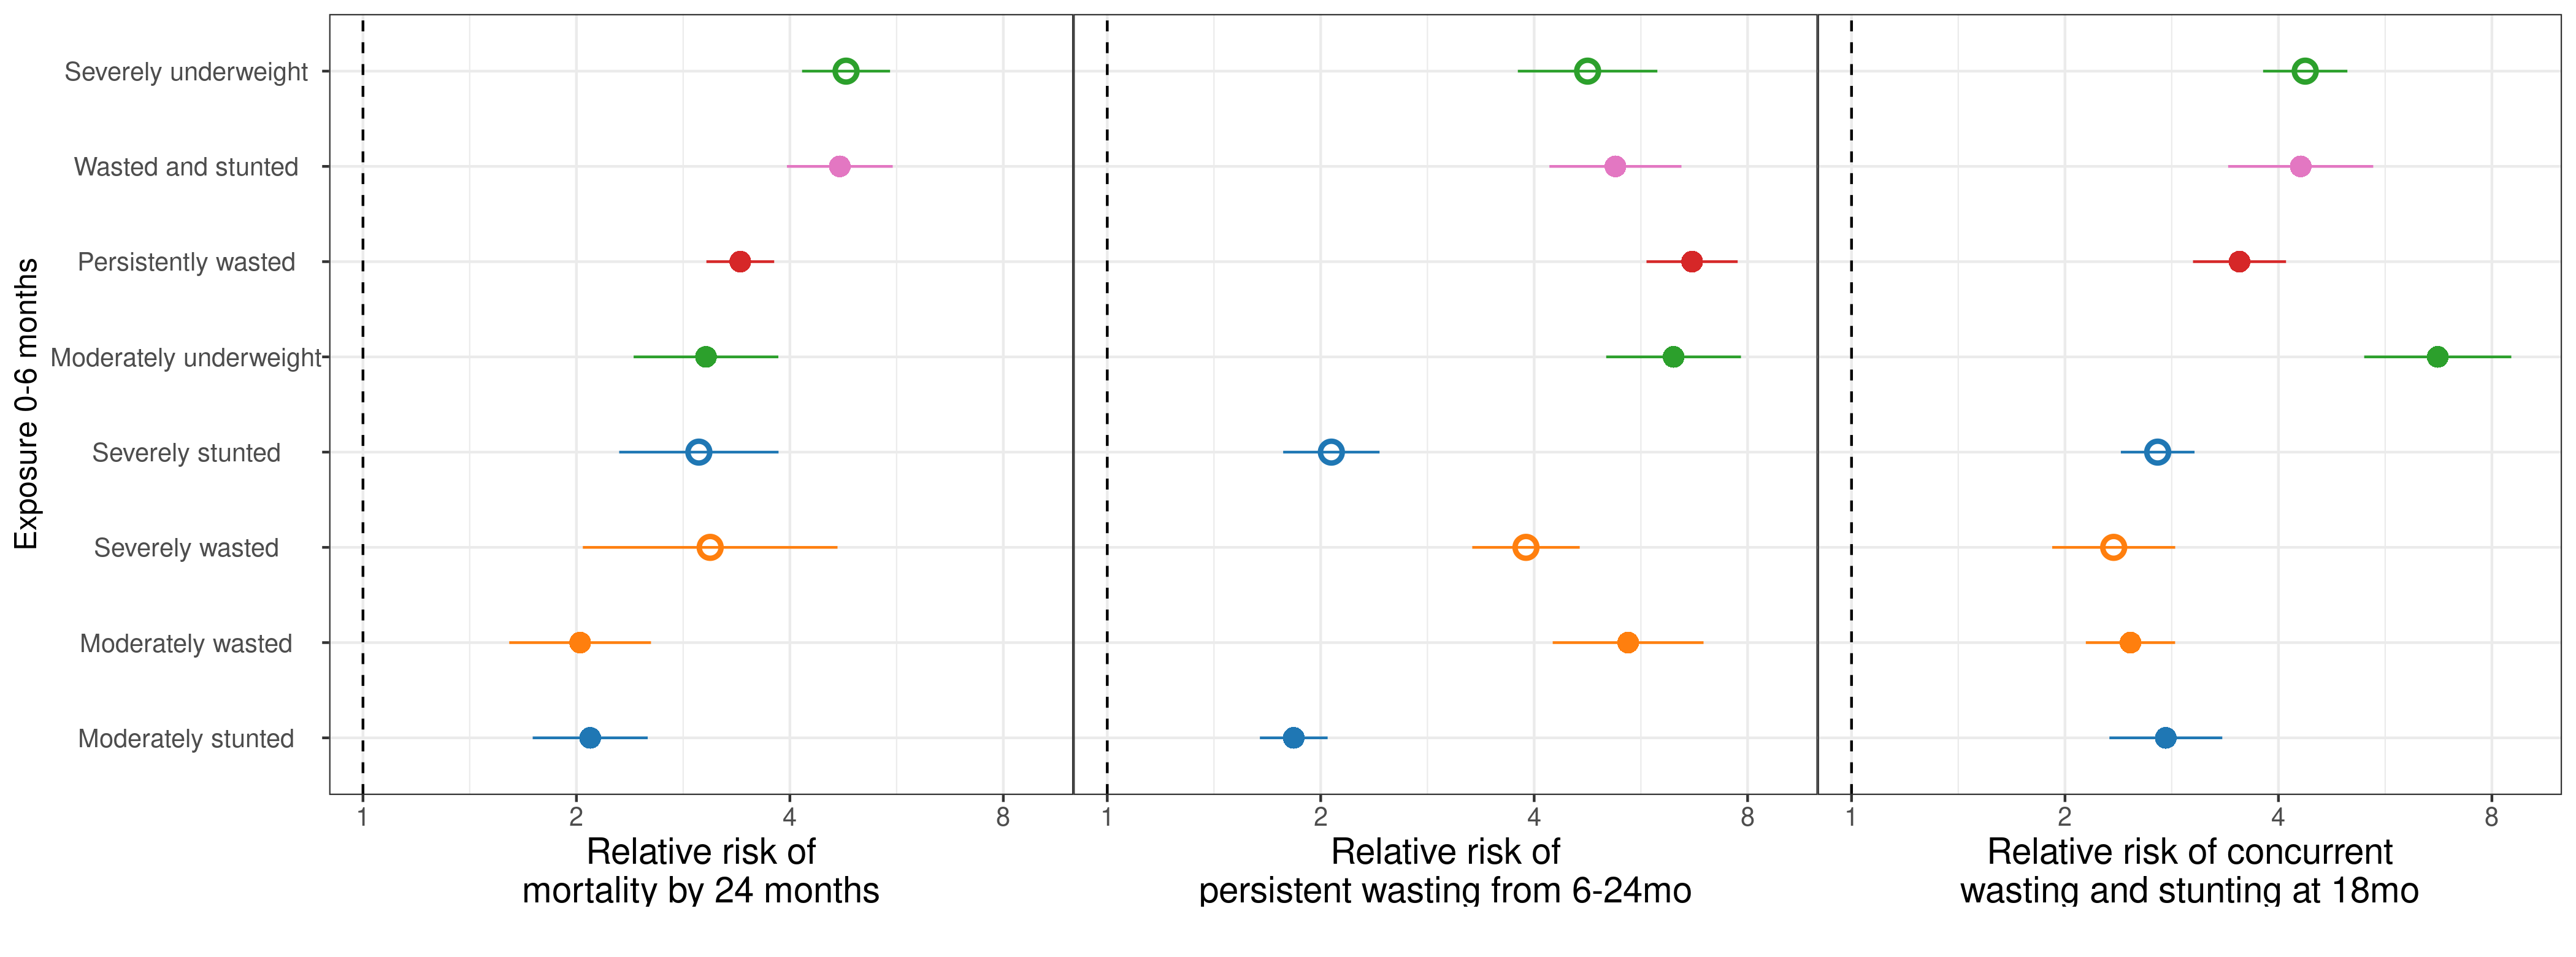 Exposure 0-6 months
Severely underweight
Wasted and stunted
Persistently wasted
Moderately underweight
Severely stunted
Severely wasted
Moderately wasted
Moderately stunted
1 2 4 8
1 2 4 8
1 2 4 8
Relative risk of
mortality by 24 months
Relative risk of
persistent wasting from 6-24mo
Relative risk of concurrent
wasting and stunting at 18mo